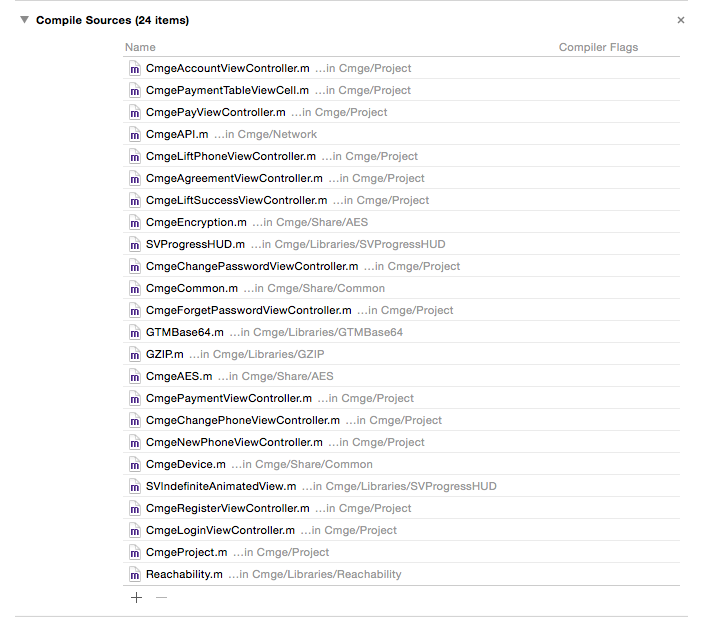 Compile Sources (24 items)
Name Compiler Flags
CmgeAccountViewController.m ...in Cmge/Project
CmgePaymentTableViewCell.m ...in Cmge/Project
CmgePayViewController.m ...in Cmge/Project
CmgeAPI.m ...in Cmge/Network
CmgeLiftPhoneViewController.m ...in Cmge/Project
CmgeAgreementViewController.m ...in Cmge/Project
CmgeLiftSuccessViewController.m ...in Cmge/Project
CmgeEncryption.m ...in Cmge/Share/AES
SVProgressHUD.m ...in Cmge/Libraries/SVProgressHUD
CmgeChangePasswordViewController.m ...in Cmge/Project
CmgeCommon.m ...in Cmge/Share/Common
CmgeForgetPasswordViewController.m ...in Cmge/Project
GTMBase64.m ...in Cmge/Libraries/GTMBase64
GZIP.m ...in Cmge/Libraries/GZIP
CmgeAES.m ...in Cmge/Share/AES
CmgePaymentViewController.m ...in Cmge/Project
CmgeChangePhoneViewController.m ...in Cmge/Project
CmgeNewPhoneViewController.m ...in Cmge/Project
CmgeDevice.m ...in Cmge/Share/Common
SVIndefiniteAnimatedView.m ...in Cmge/Libraries/SVProgressHUD
CmgeRegisterViewController.m ...in Cmge/Project
CmgeLoginViewController.m ...in Cmge/Project
CmgeProject.m ...in Cmge/Project
Reachability.m ...in Cmge/Libraries/Reachability